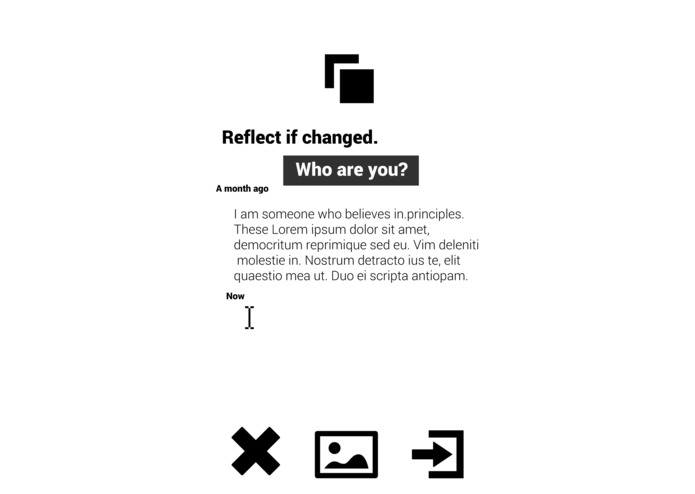 Reflect if changed.
Who are you?
A month ago
I am someone who believes in.principles.
These Lorem ipsum dolor sit amet,
democritum reprimique sed eu. Vim deleniti
molestie in. Nostrum detracto ius te, elit
quaestio mea ut. Duo ei scripta antiopam.
Now